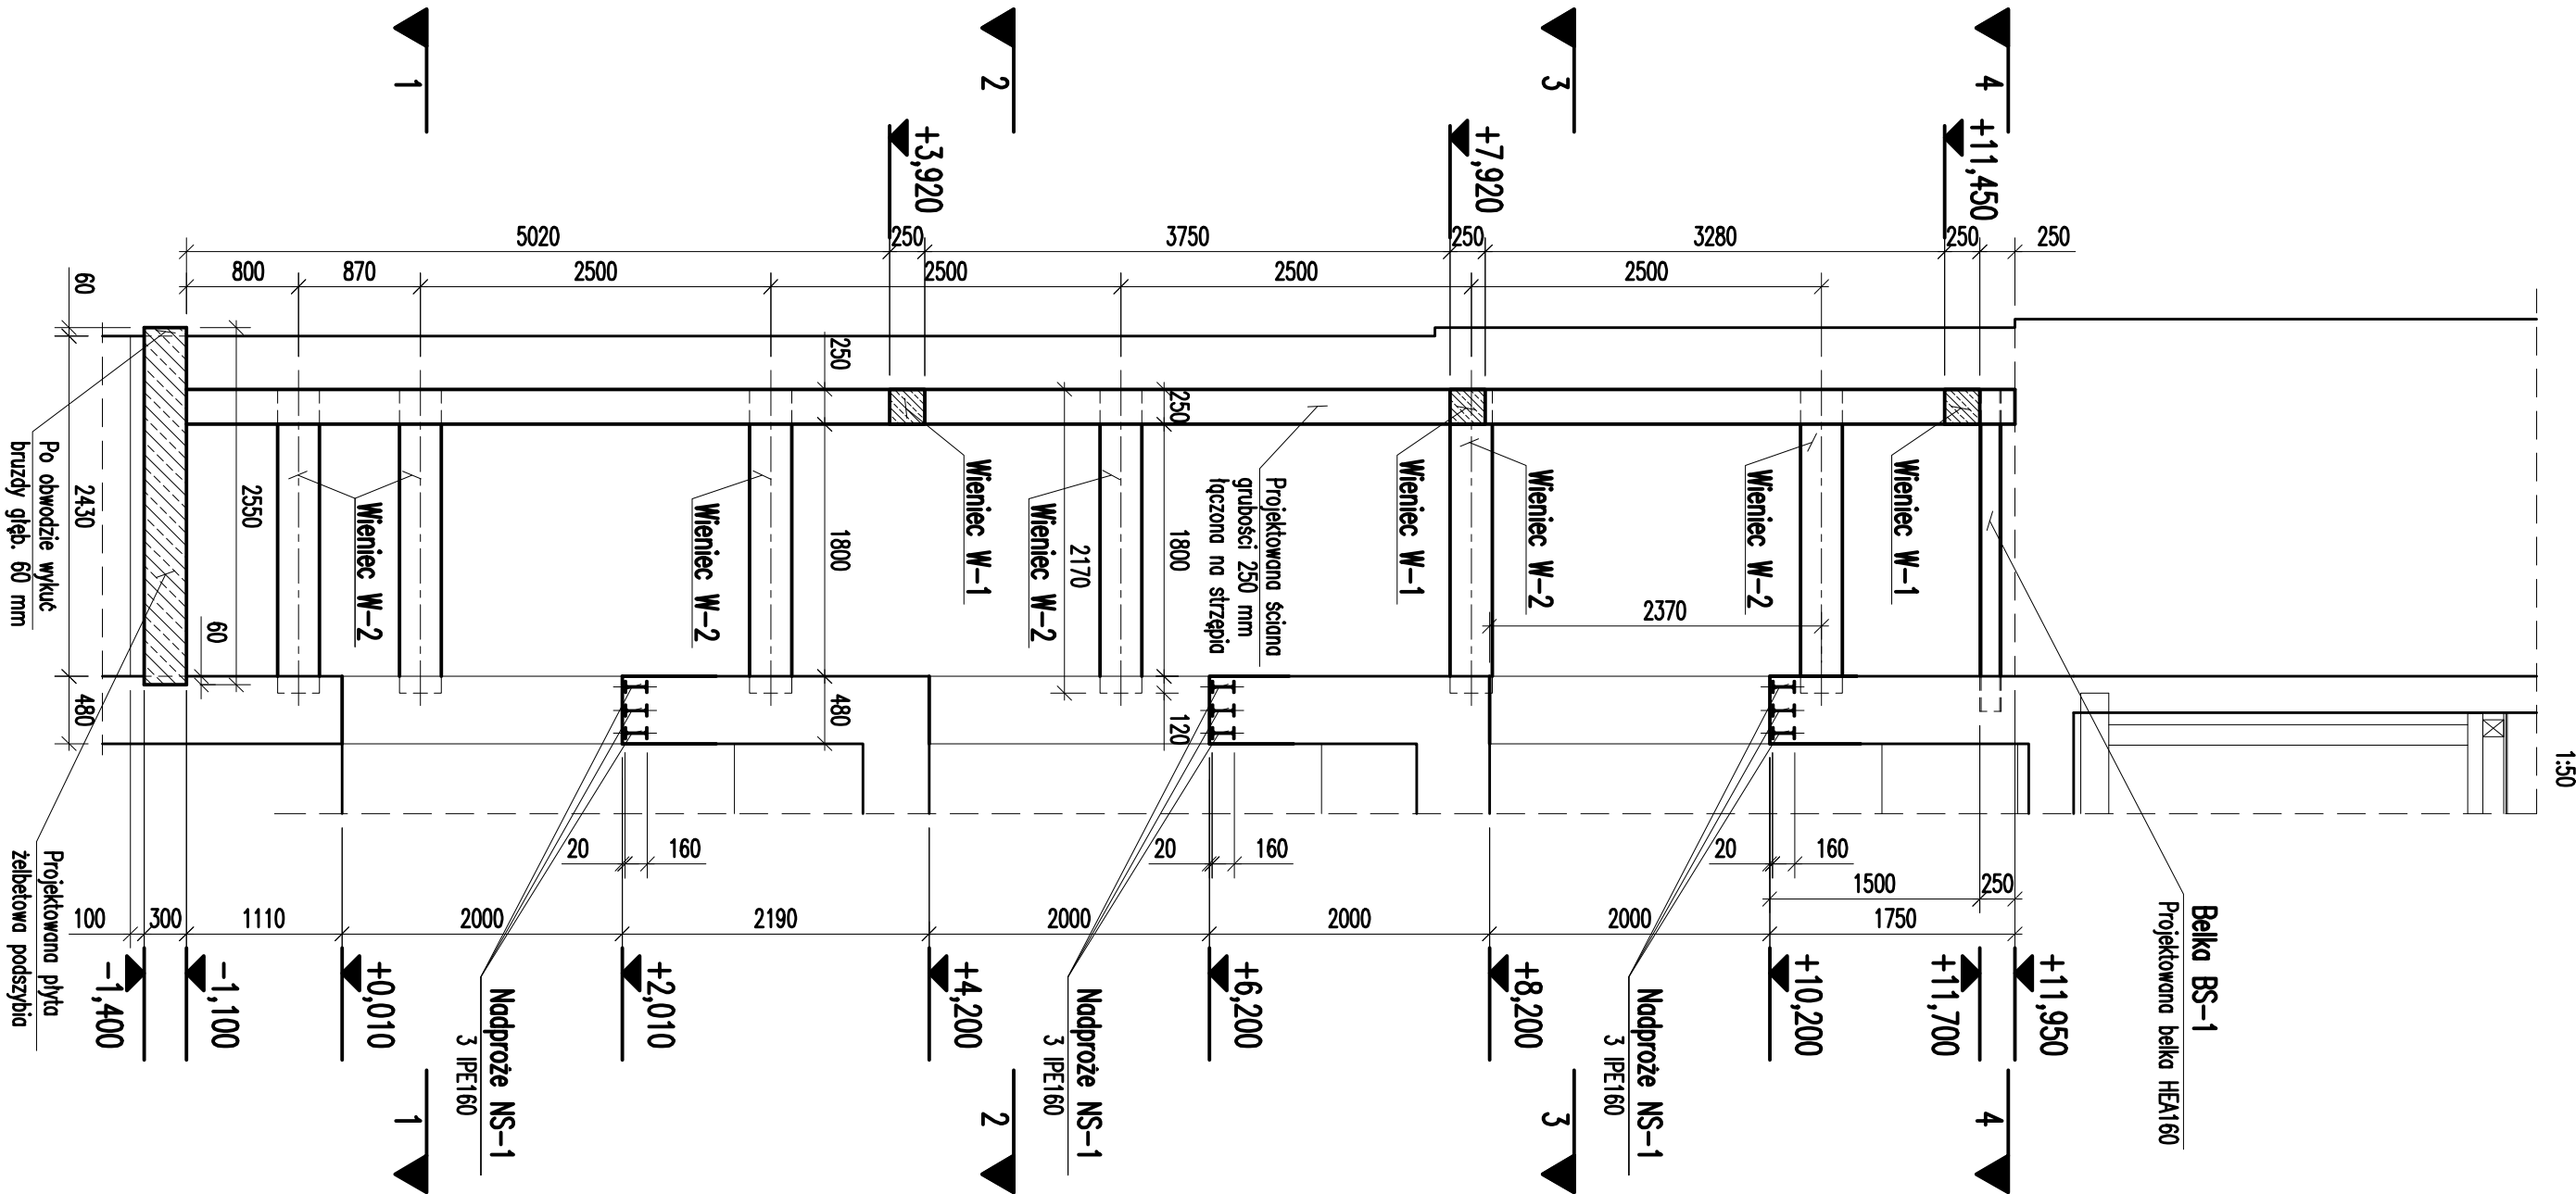 1
2
3
4
+3,920
+7,920
+11,450
5020
250
3750
250
3280
250
250
800
870
2500
2500
2500
2500
60
2430
480
2550
60
250
1800
480
250
1800
120
2170
2370
Po obwodzie wykuć
bruzdy głęb. 60 mm
Wieniec W-2
Wieniec W-2
Wieniec W-1
Wieniec W-2
Projektowana ściana
grubości 250 mm
łączona na strzępia
Wieniec W-1
Wieniec W-2
Wieniec W-2
Wieniec W-1
1:50
20
160
20
160
20
160
1500
250
100
300
1110
2000
2190
2000
2000
2000
1750
Projektowana płyta
żelbetowa podszybia
-1,400
-1,100
+0,010
+2,010
+4,200
+6,200
+8,200
+10,200
+11,700
+11,950
Nadproże NS-1
3 IPE160
Nadproże NS-1
3 IPE160
Nadproże NS-1
3 IPE160
Belka BS-1
Projektowana belka HEA160
1
2
3
4